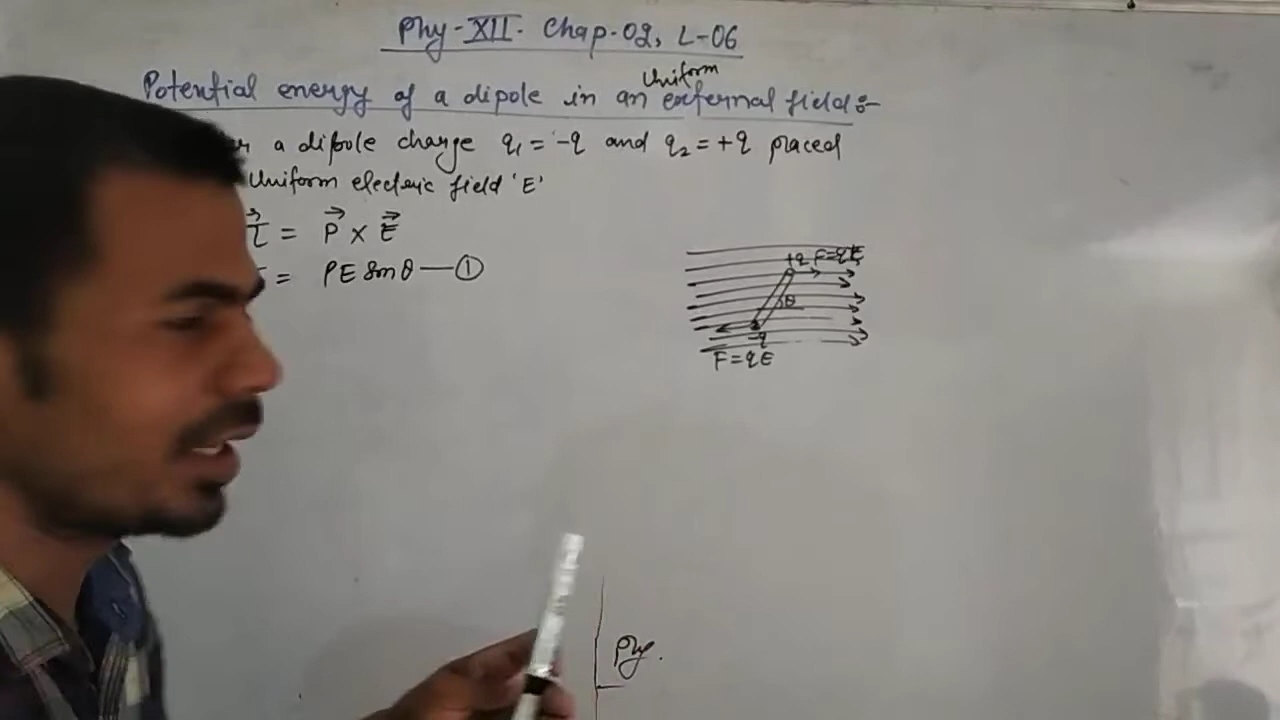 Phy-XII. Chap-02, L-06
Potential energy of a dipole in an Uniform external field:-
a dipole charge q₁ = -q and q₂ = +q placed
Uniform electric field 'E'
τ⃗ = P⃗ × E⃗
= PE Sinθ — ①
+q F=qE
θ
-q
F=qE
Phy.